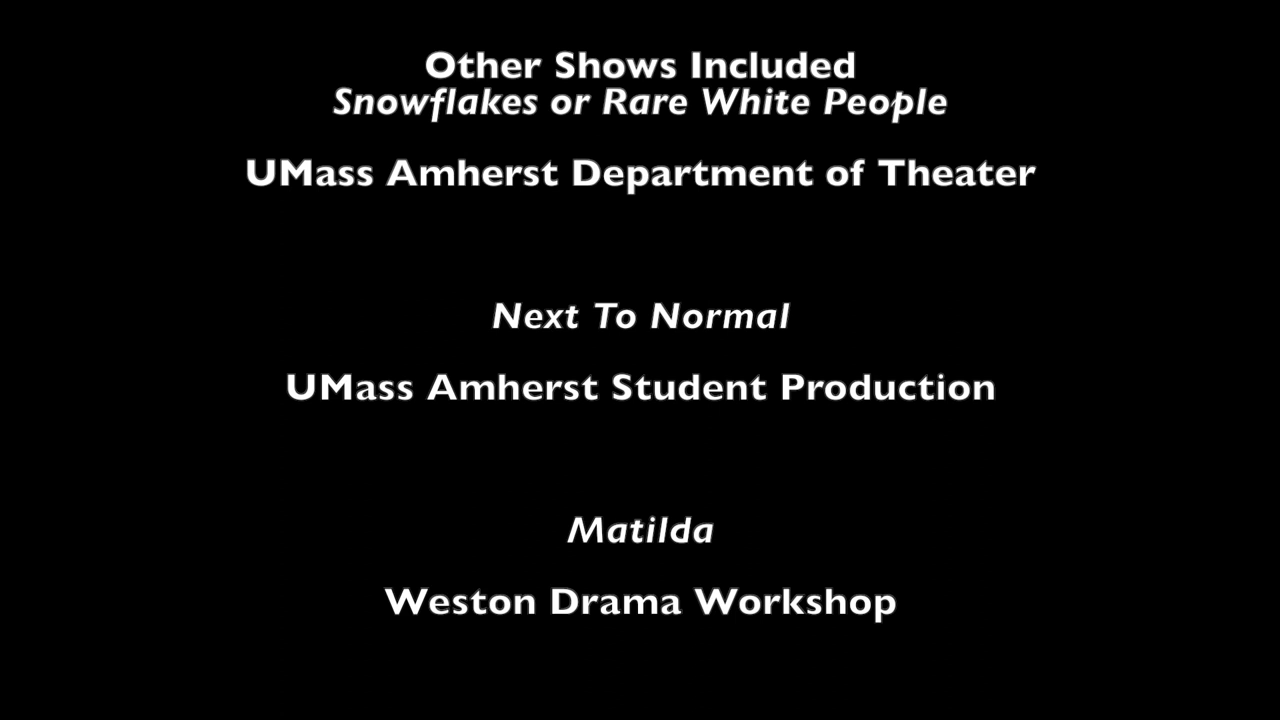 Other Shows Included
Snowflakes or Rare White People
UMass Amherst Department of Theater
Next To Normal
UMass Amherst Student Production
Matilda
Weston Drama Workshop